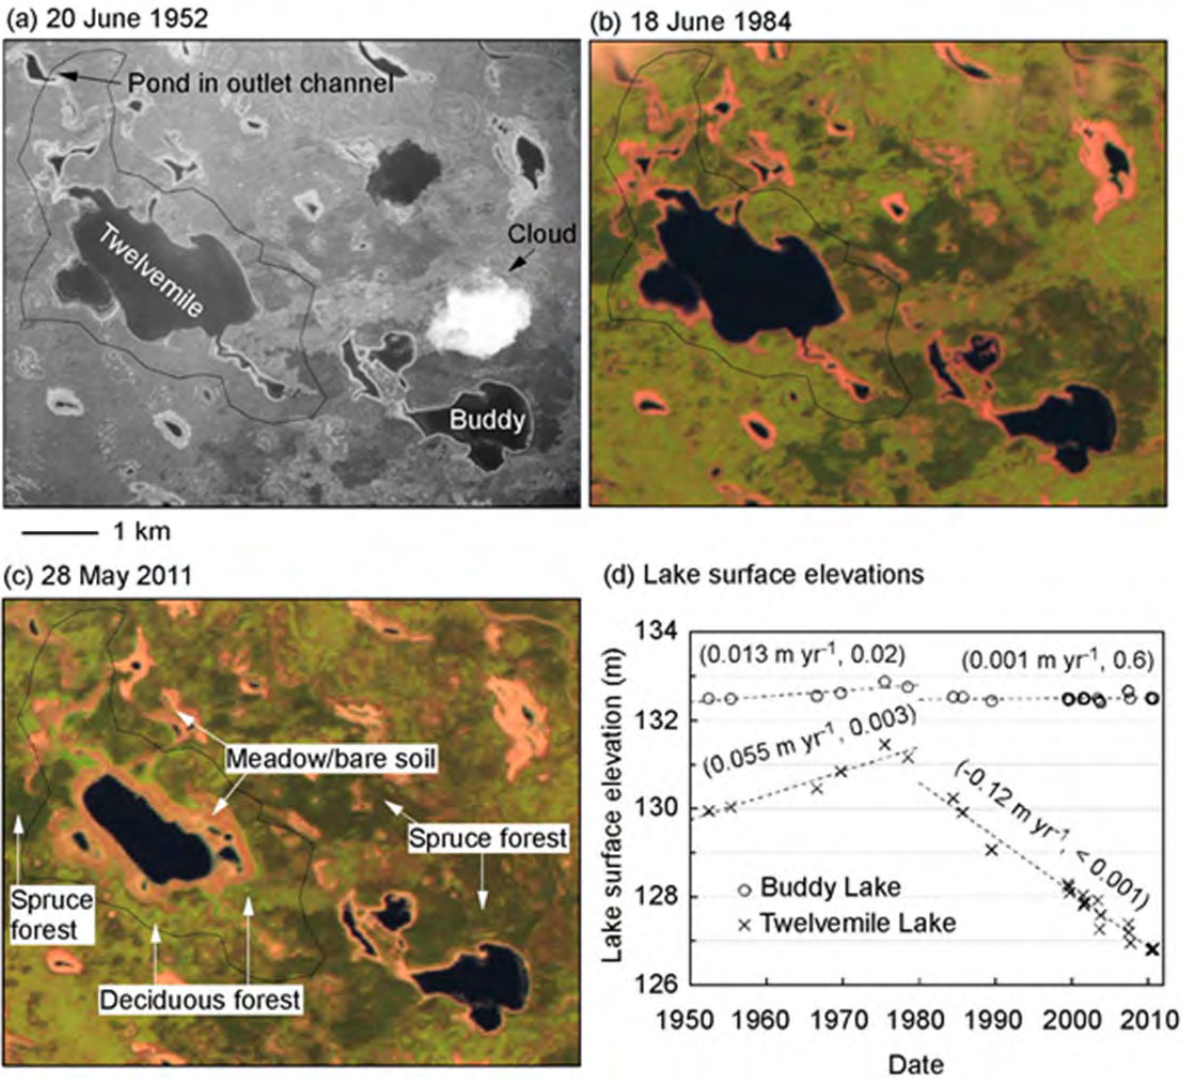 (a) 20 June 1952
Pond in outlet channel
Cloud
Twelvemile
Buddy
1 km
(b) 18 June 1984
(c) 28 May 2011
Meadow/bare soil
Spruce forest
Spruce
forest
Deciduous forest
(d) Lake surface elevations
Lake surface elevation (m)
134
132
130
128
126
(0.013 m yr⁻¹, 0.02)
(0.001 m yr⁻¹, 0.6)
(0.055 m yr⁻¹, 0.003)
(-0.12 m yr⁻¹, < 0.001)
Buddy Lake
Twelvemile Lake
1950 1960 1970 1980 1990 2000 2010
Date